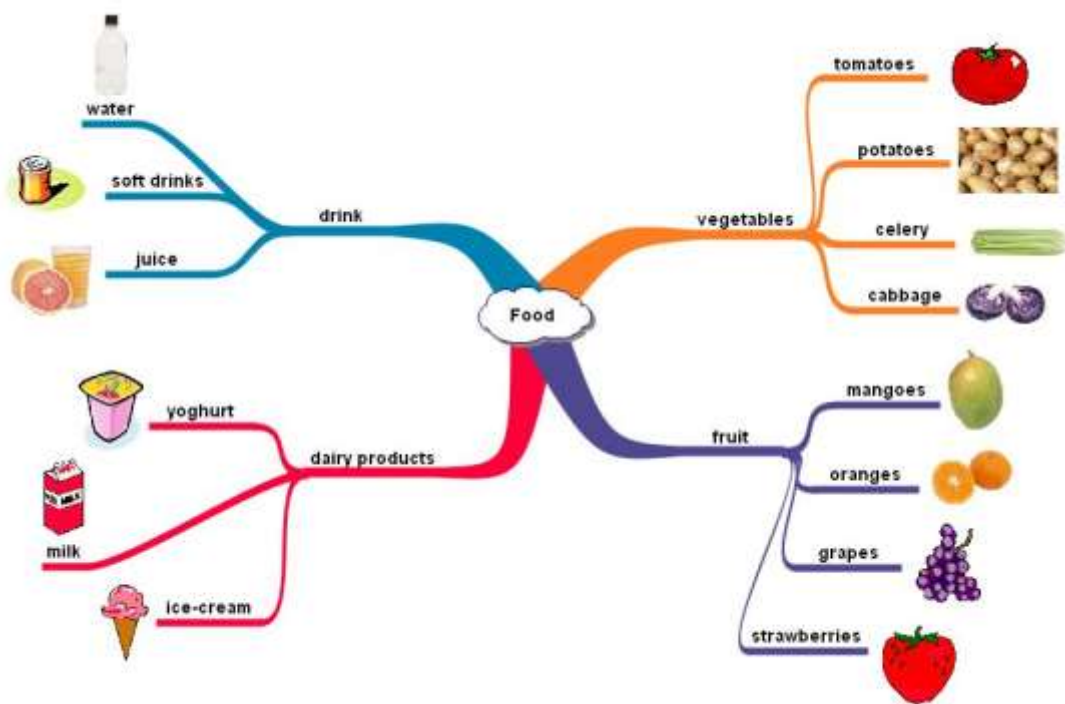 Food
drink
water
soft drinks
juice
vegetables
tomatoes
potatoes
celery
cabbage
dairy products
yoghurt
milk
ice-cream
fruit
mangoes
oranges
grapes
strawberries